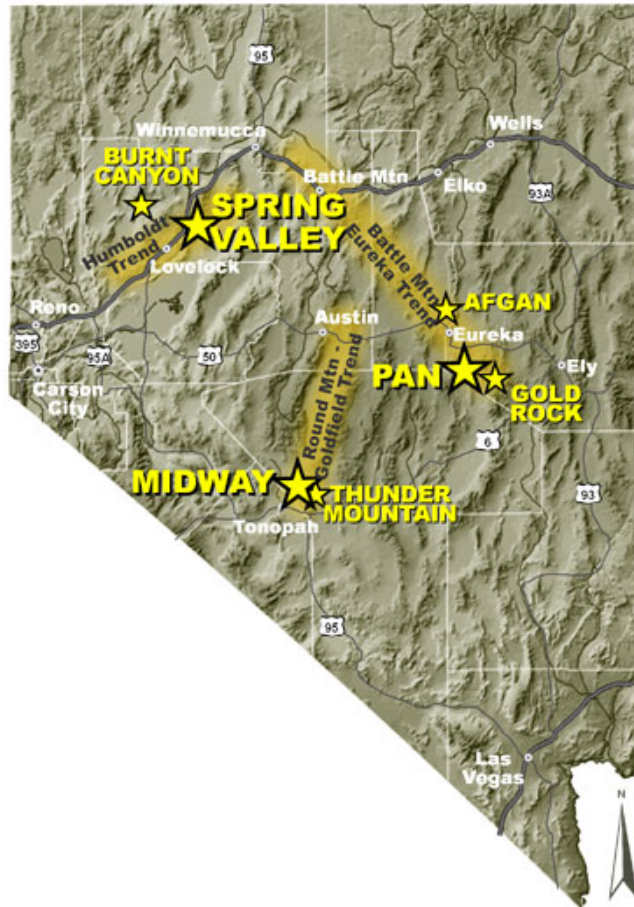 95
Winnemucca
Wells
BURNT
CANYON
Battle Mtn
Elko
93A
SPRING
VALLEY
Humboldt
Trend
Lovelock
Battle Mtn
Eureka Trend
Reno
AFGAN
Austin
Eureka
395
95A
50
Ely
Carson
City
PAN
GOLD
ROCK
Round Mtn -
Goldfield Trend
6
MIDWAY
THUNDER
MOUNTAIN
93
Tonopah
95
Las
Vegas
N